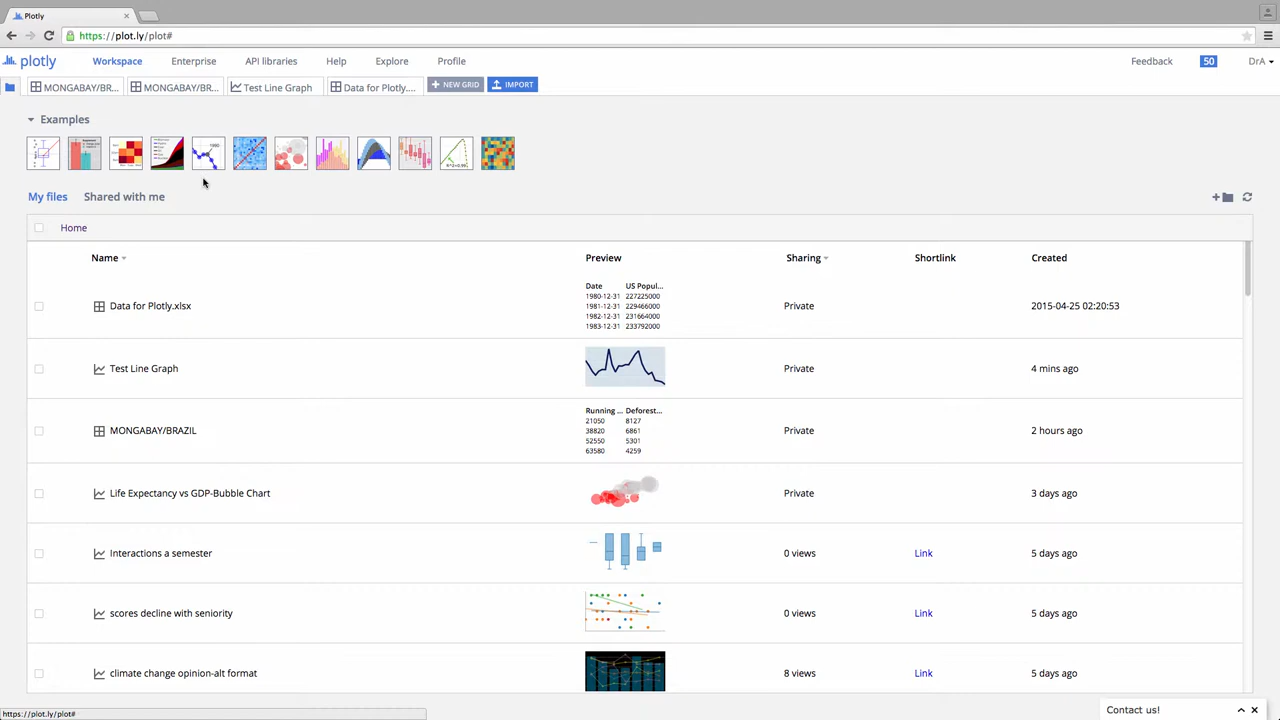 Plotly
https://plot.ly/plot#
plotly Workspace Enterprise API libraries Help Explore Profile Feedback 50 DrA
MONGABAY/BR... MONGABAY/BR... Test Line Graph Data for Plotly.... + NEW GRID IMPORT
Examples
My files Shared with me
Home
Name Preview Sharing Shortlink Created
Date US Popul...
1980-12-31 227225000
1981-12-31 229466000
1982-12-31 231664000
1983-12-31 233792000
Data for Plotly.xlsx Private 2015-04-25 02:20:53
Test Line Graph Private 4 mins ago
Running ... Deforest...
21050 8127
38820 6861
52550 5301
63580 4259
MONGABAY/BRAZIL Private 2 hours ago
Life Expectancy vs GDP-Bubble Chart Private 3 days ago
Interactions a semester 0 views Link 5 days ago
scores decline with seniority 0 views Link 5 days ago
climate change opinion-alt format 8 views Link 5 days ago
https://plot.ly/plot#
Contact us!